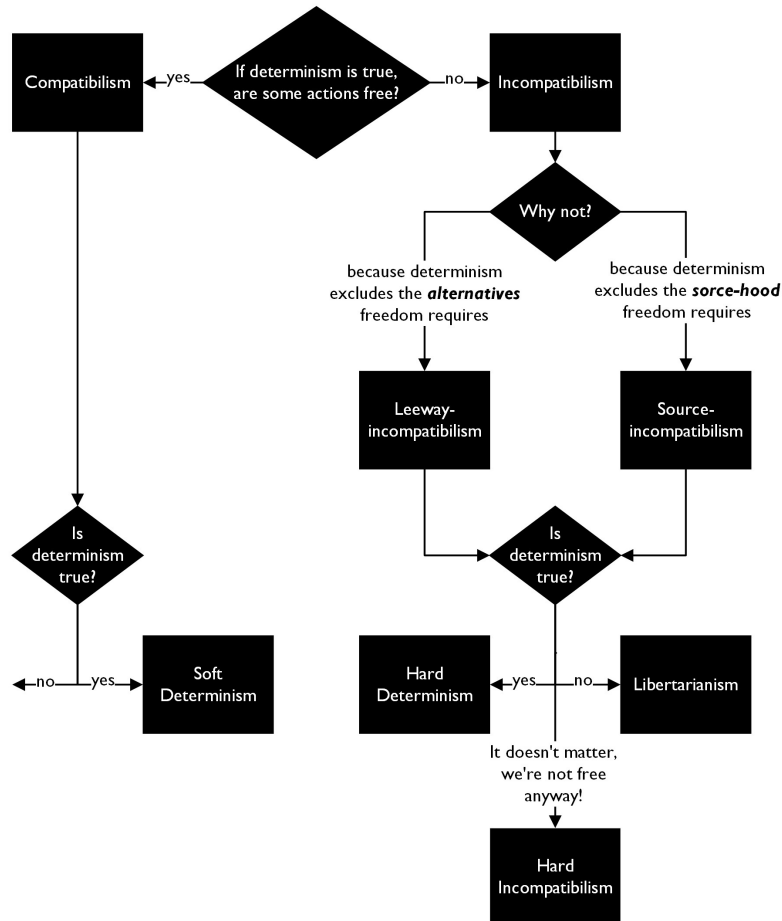 If determinism is true,
are some actions free?
yes
Compatibilism
no
Incompatibilism
Why not?
because determinism
excludes the alternatives
freedom requires
because determinism
excludes the sorce-hood
freedom requires
Leeway-
incompatibilism
Source-
incompatibilism
Is
determinism
true?
Is
determinism
true?
no
yes
Soft
Determinism
Hard
Determinism
yes
no
Libertarianism
It doesn't matter,
we're not free
anyway!
Hard
Incompatibilism